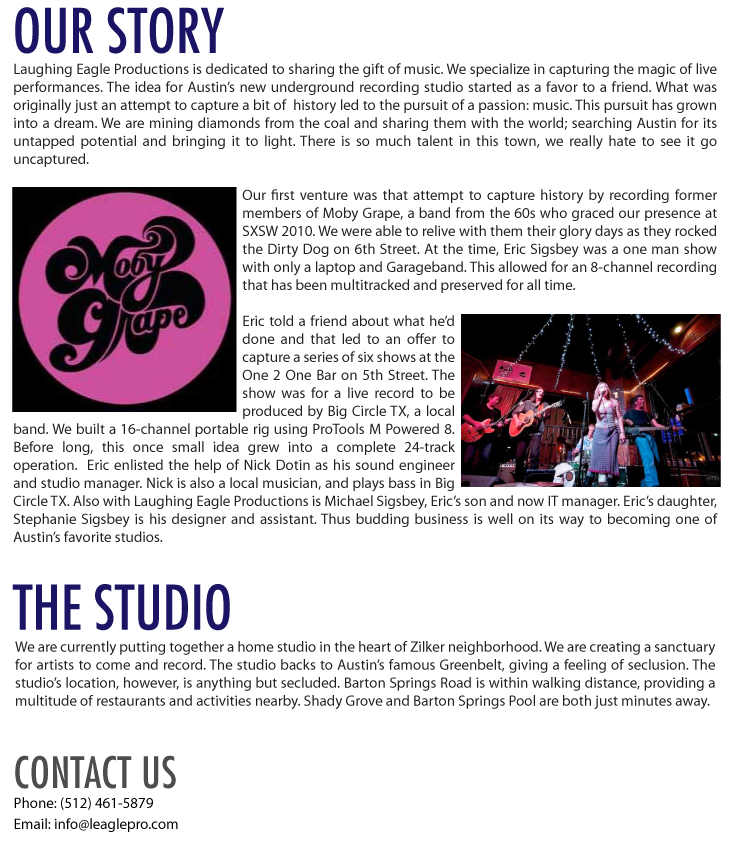 OUR STORY
Laughing Eagle Productions is dedicated to sharing the gift of music. We specialize in capturing the magic of live
performances. The idea for Austin's new underground recording studio started as a favor to a friend. What was
originally just an attempt to capture a bit of history led to the pursuit of a passion: music. This pursuit has grown
into a dream. We are mining diamonds from the coal and sharing them with the world; searching Austin for its
untapped potential and bringing it to light. There is so much talent in this town, we really hate to see it go
uncaptured.
Moby
Grape
Our first venture was that attempt to capture history by recording former
members of Moby Grape, a band from the 60s who graced our presence at
SXSW 2010. We were able to relive with them their glory days as they rocked
the Dirty Dog on 6th Street. At the time, Eric Sigsbey was a one man show
with only a laptop and Garageband. This allowed for an 8-channel recording
that has been multitracked and preserved for all time.
Eric told a friend about what he'd
done and that led to an offer to
capture a series of six shows at the
One 2 One Bar on 5th Street. The
show was for a live record to be
produced by Big Circle TX, a local
band. We built a 16-channel portable rig using ProTools M Powered 8.
Before long, this once small idea grew into a complete 24-track
operation. Eric enlisted the help of Nick Dotin as his sound engineer
and studio manager. Nick is also a local musician, and plays bass in Big
Circle TX. Also with Laughing Eagle Productions is Michael Sigsbey, Eric's son and now IT manager. Eric's daughter,
Stephanie Sigsbey is his designer and assistant. Thus budding business is well on its way to becoming one of
Austin's favorite studios.
THE STUDIO
We are currently putting together a home studio in the heart of Zilker neighborhood. We are creating a sanctuary
for artists to come and record. The studio backs to Austin's famous Greenbelt, giving a feeling of seclusion. The
studio's location, however, is anything but secluded. Barton Springs Road is within walking distance, providing a
multitude of restaurants and activities nearby. Shady Grove and Barton Springs Pool are both just minutes away.
CONTACT US
Phone: (512) 461-5879
Email: info@leaglepro.com